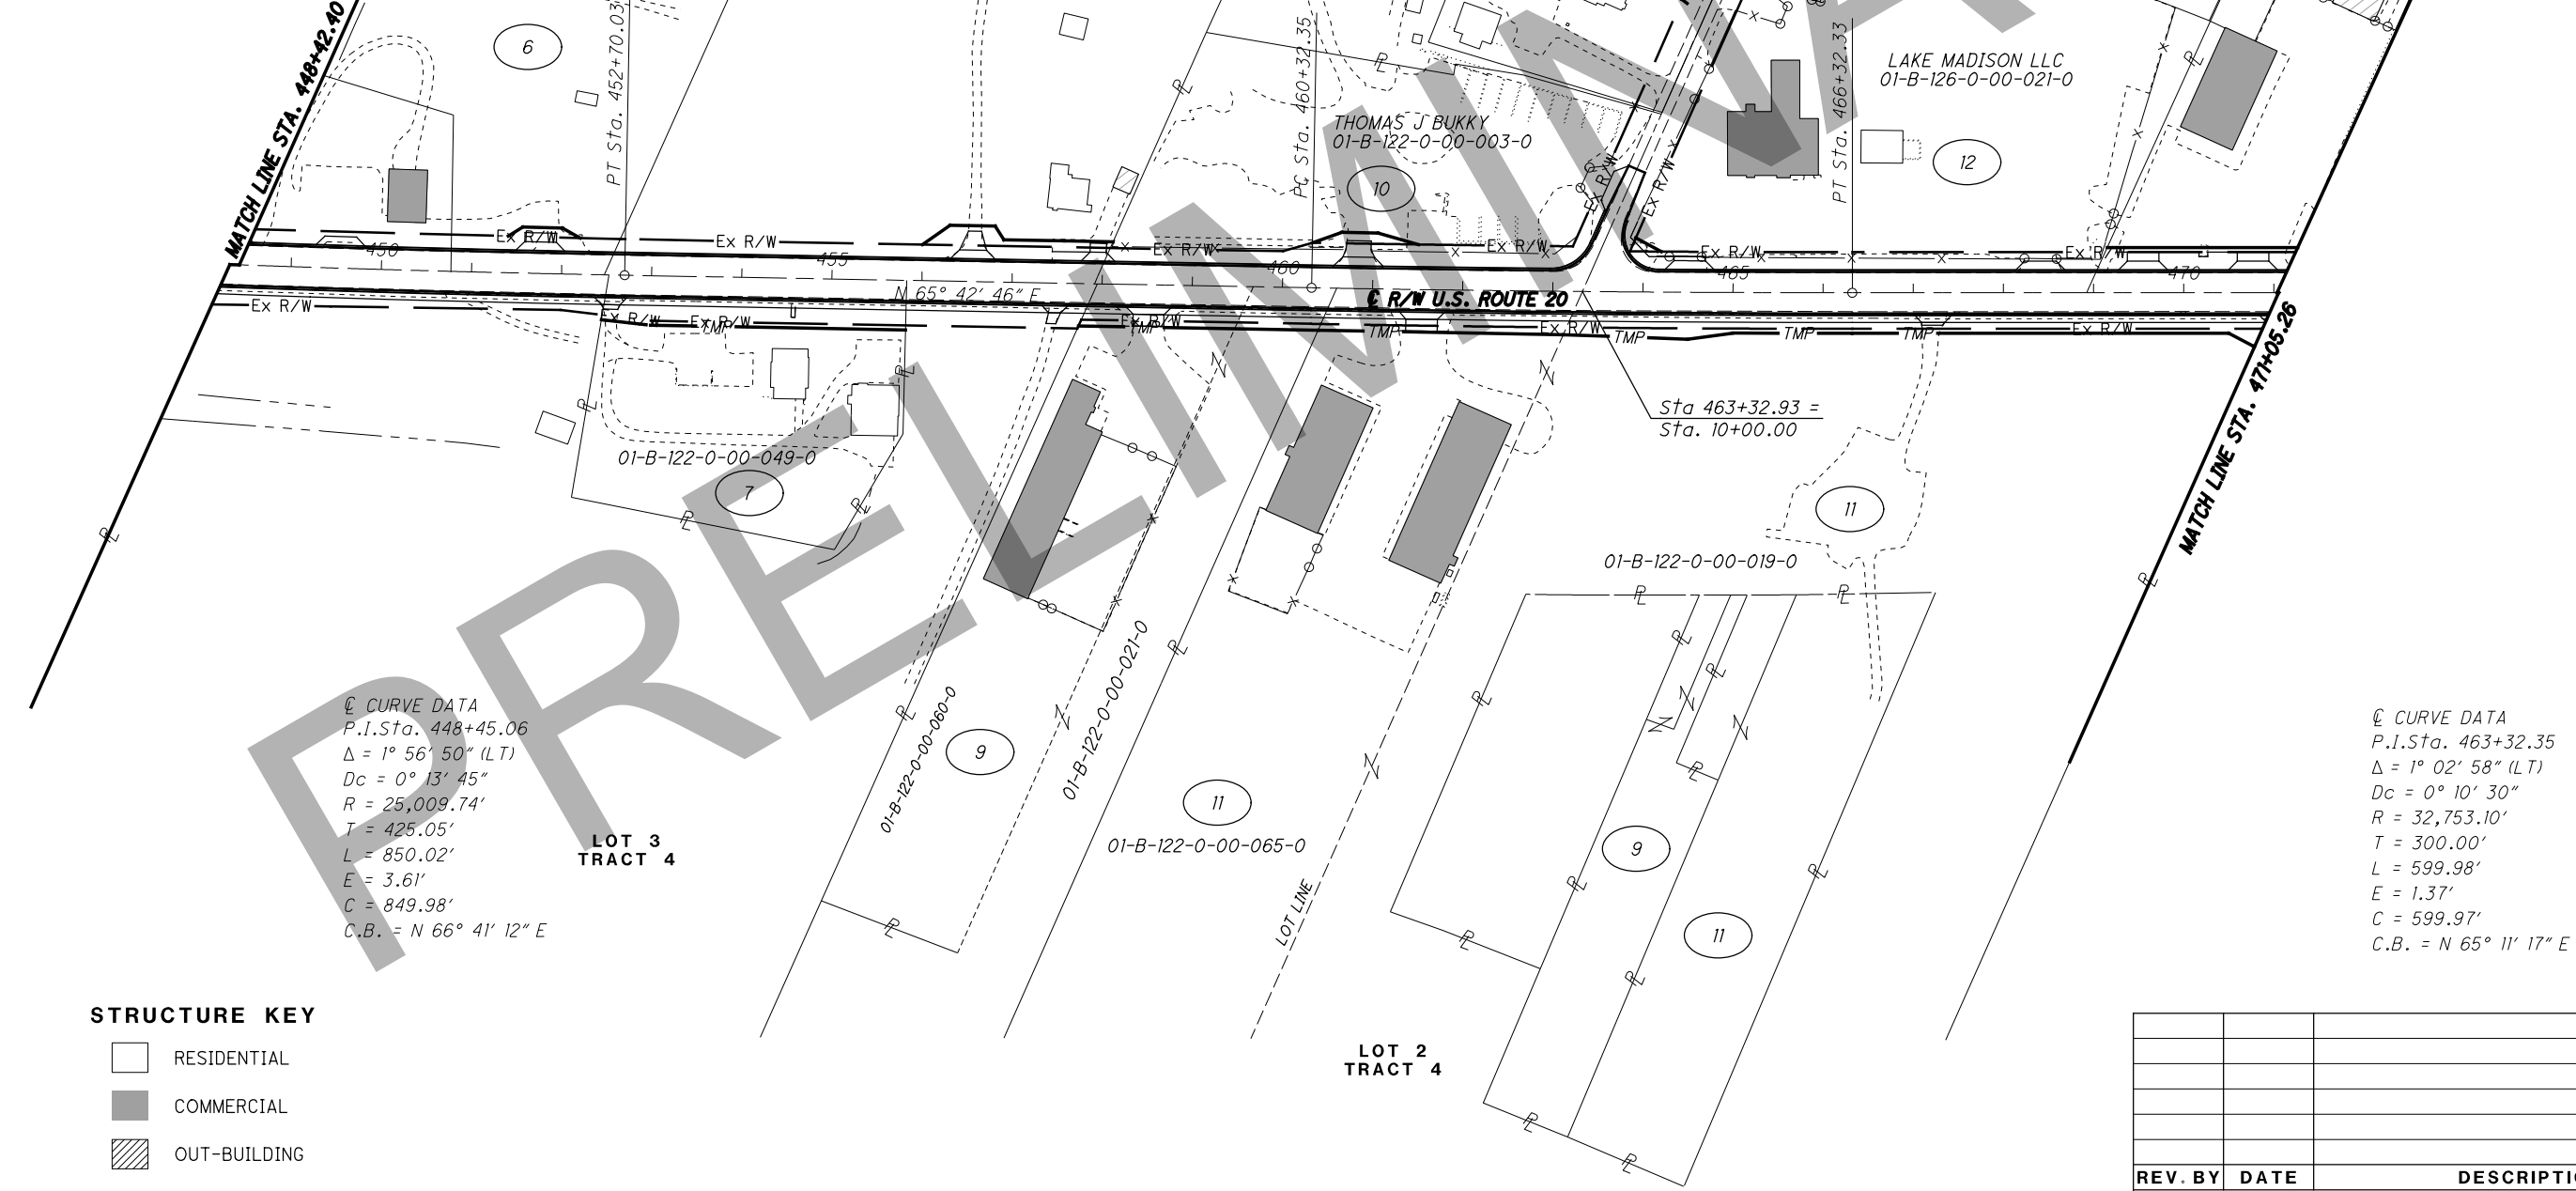 MATCH LINE STA. 448+42.40
6
PT Sta. 452+70.03
PC Sta. 460+32.35
THOMAS J BUKKY
01-B-122-0-00-003-0
10
PT Sta. 466+32.33
LAKE MADISON LLC
01-B-126-0-00-021-0
12
Ex R/W
Ex R/W
Ex R/W
Ex R/W
Ex R/W
Ex R/W
Ex R/W
Ex R/W
450
455
460
465
470
N 65° 42' 46" E
℄ R/W U.S. ROUTE 20
Ex R/W
Ex R/W
Ex R/W
TMP
Ex R/W
TMP
TMP
Ex R/W
TMP
TMP
TMP
Ex R/W
MATCH LINE STA. 471+05.26
Sta 463+32.93 =
Sta. 10+00.00
01-B-122-0-00-049-0
7
11
01-B-122-0-00-019-0
01-B-122-0-00-060-0
9
01-B-122-0-00-021-0
11
01-B-122-0-00-065-0
LOT LINE
9
11
PRELIMINA
℄ CURVE DATA
P.I.Sta. 448+45.06
Δ = 1° 56' 50" (LT)
Dc = 0° 13' 45"
R = 25,009.74'
T = 425.05'
L = 850.02'
E = 3.61'
C = 849.98'
C.B. = N 66° 41' 12" E
LOT 3
TRACT 4
℄ CURVE DATA
P.I.Sta. 463+32.35
Δ = 1° 02' 58" (LT)
Dc = 0° 10' 30"
R = 32,753.10'
T = 300.00'
L = 599.98'
E = 1.37'
C = 599.97'
C.B. = N 65° 11' 17" E
LOT 2
TRACT 4
STRUCTURE KEY
RESIDENTIAL
COMMERCIAL
OUT-BUILDING
REV. BY DATE DESCRIPTI